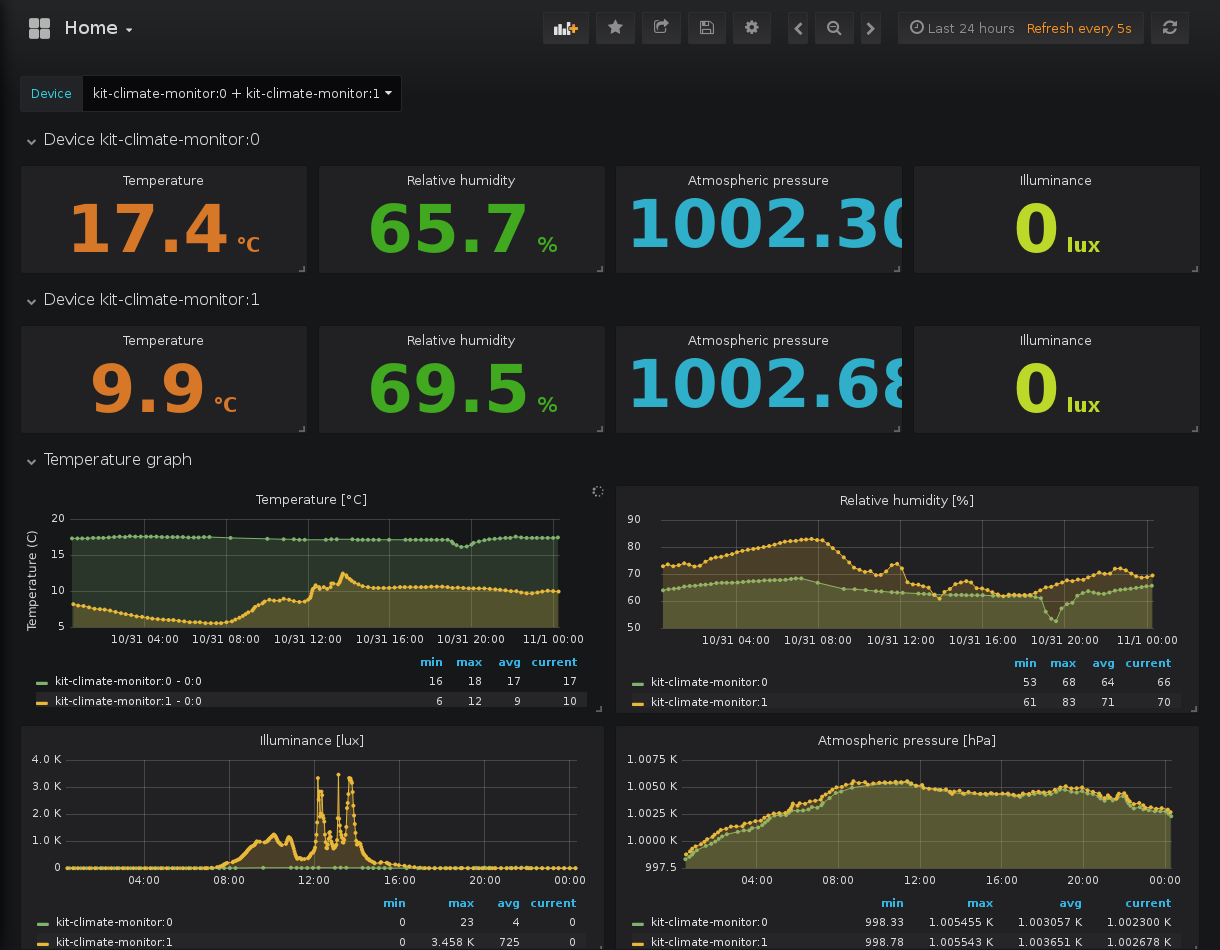 Home
Last 24 hours Refresh every 5s
Device kit-climate-monitor:0 + kit-climate-monitor:1
Device kit-climate-monitor:0
Temperature Relative humidity Atmospheric pressure Illuminance
17.4 °C 65.7 % 1002.30 0 lux
Device kit-climate-monitor:1
Temperature Relative humidity Atmospheric pressure Illuminance
9.9 °C 69.5 % 1002.68 0 lux
Temperature graph
Temperature [°C]
Temperature (C)
20
15
10
5
10/31 04:00 10/31 08:00 10/31 12:00 10/31 16:00 10/31 20:00 11/1 00:00
min max avg current
kit-climate-monitor:0 - 0:0 16 18 17 17
kit-climate-monitor:1 - 0:0 6 12 9 10
Relative humidity [%]
90
80
70
60
50
10/31 04:00 10/31 08:00 10/31 12:00 10/31 16:00 10/31 20:00 11/1 00:00
min max avg current
kit-climate-monitor:0 53 68 64 66
kit-climate-monitor:1 61 83 71 70
Illuminance [lux]
4.0 K
3.0 K
2.0 K
1.0 K
0
04:00 08:00 12:00 16:00 20:00 00:00
min max avg current
kit-climate-monitor:0 0 23 4 0
kit-climate-monitor:1 0 3.458 K 725 0
Atmospheric pressure [hPa]
1.0075 K
1.0050 K
1.0025 K
1.0000 K
997.5
04:00 08:00 12:00 16:00 20:00 00:00
min max avg current
kit-climate-monitor:0 998.33 1.005455 K 1.003057 K 1.002300 K
kit-climate-monitor:1 998.78 1.005543 K 1.003651 K 1.002678 K